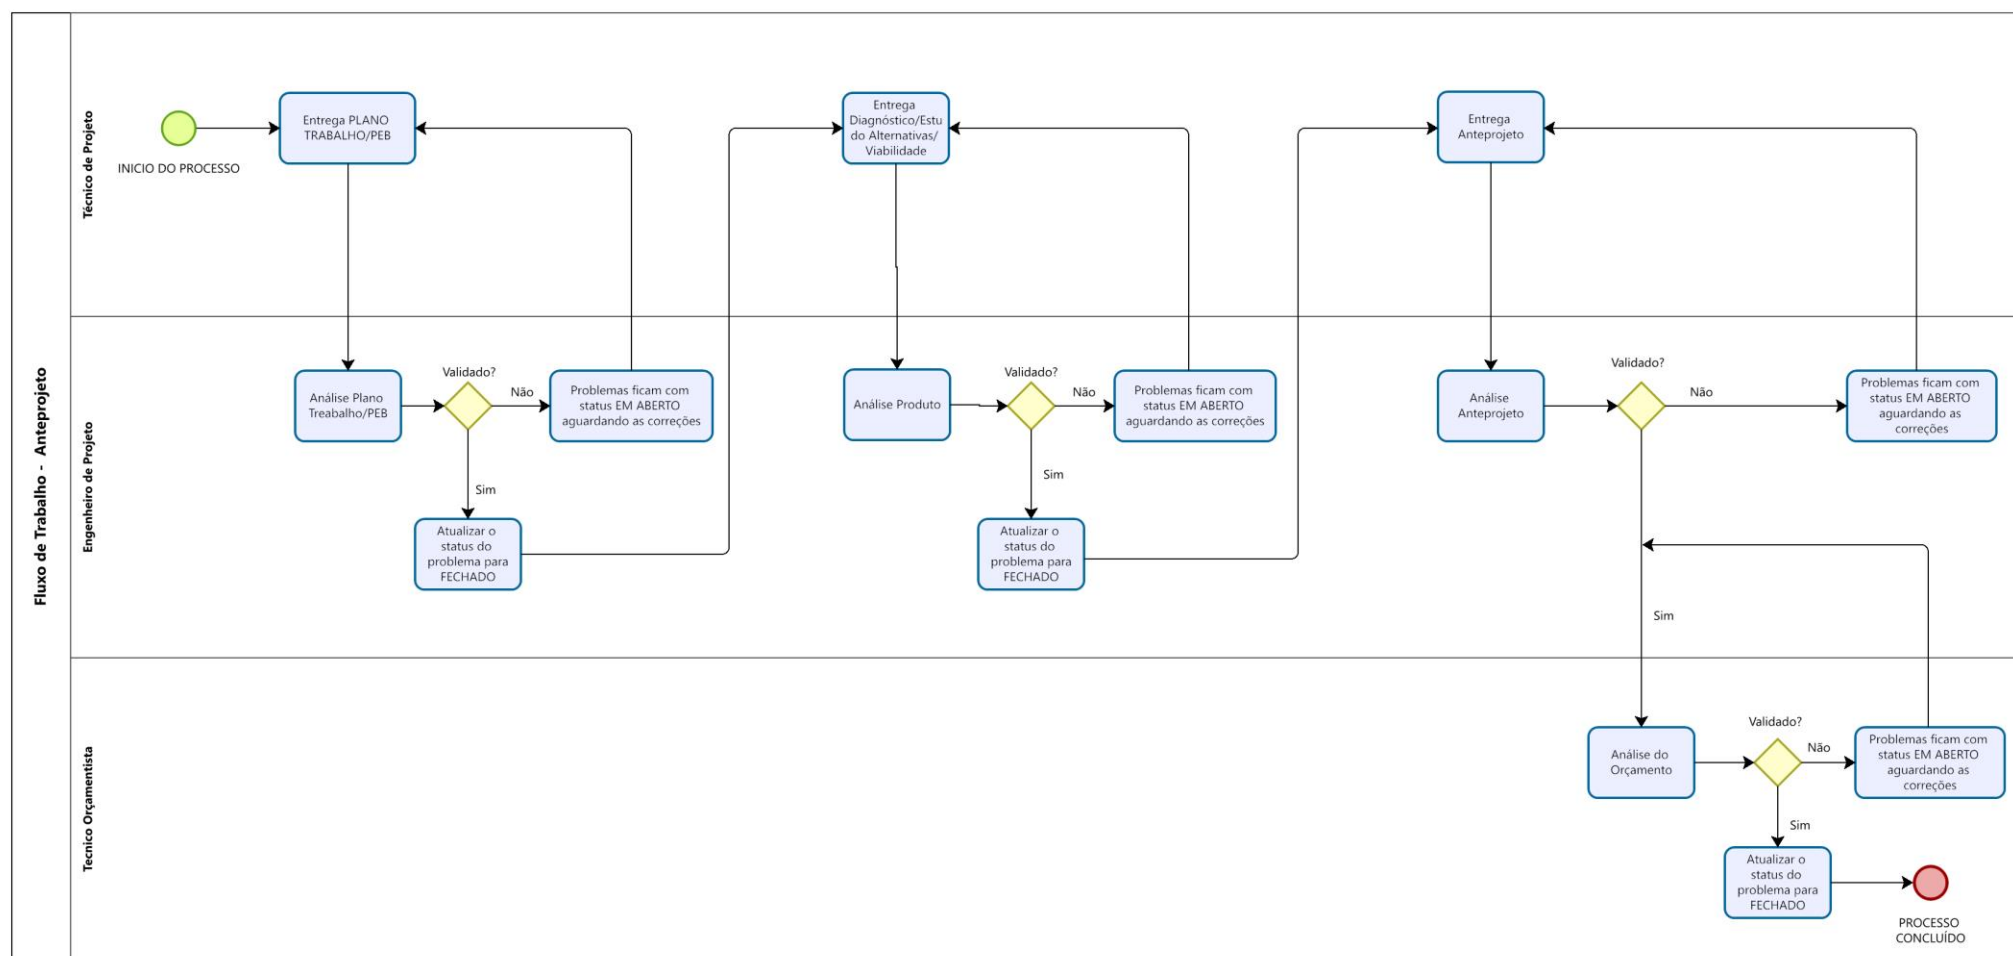 Fluxo de Trabalho - Anteprojeto
Técnico de Projeto
INICIO DO PROCESSO
Entrega PLANO
TRABALHO/PEB
Entrega
Diagnóstico/Estu
do Alternativas/
Viabilidade
Entrega
Anteprojeto
Engenheiro de Projeto
Análise Plano
Treabalho/PEB
Validado?
Não
Problemas ficam com
status EM ABERTO
aguardando as correções
Sim
Atualizar o
status do
problema para
FECHADO
Análise Produto
Validado?
Não
Problemas ficam com
status EM ABERTO
aguardando as correções
Sim
Atualizar o
status do
problema para
FECHADO
Análise
Anteprojeto
Validado?
Não
Problemas ficam com
status EM ABERTO
aguardando as
correções
Sim
Tecnico Orçamentista
Análise do
Orçamento
Validado?
Não
Problemas ficam com
status EM ABERTO
aguardando as
correções
Sim
Atualizar o
status do
problema para
FECHADO
PROCESSO
CONCLUÍDO